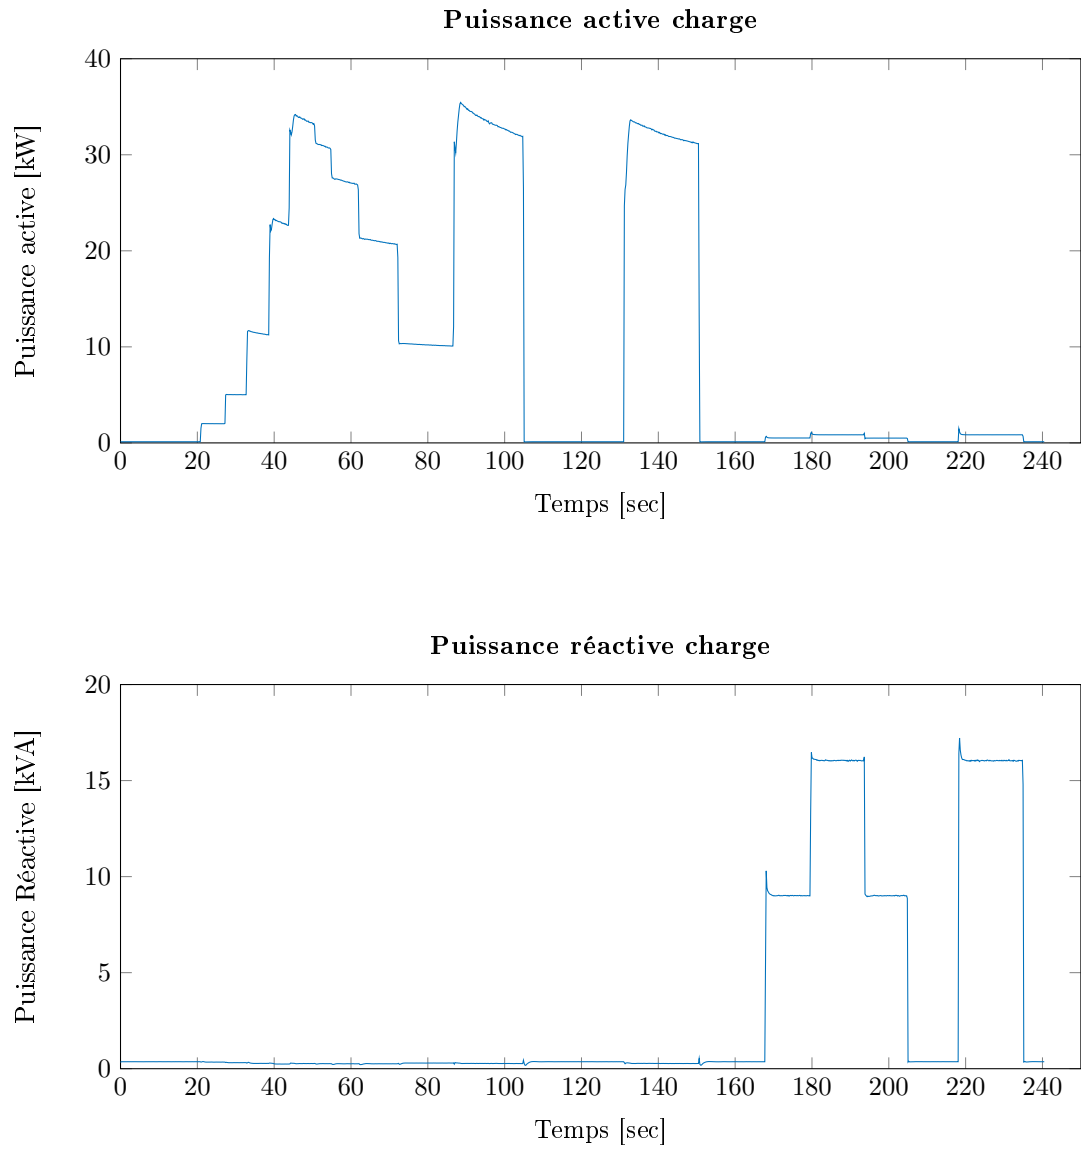 Puissance active charge
40
30
20
10
0
Puissance active [kW]
0 20 40 60 80 100 120 140 160 180 200 220 240
Temps [sec]
Puissance réactive charge
20
15
10
5
0
Puissance Réactive [kVA]
0 20 40 60 80 100 120 140 160 180 200 220 240
Temps [sec]